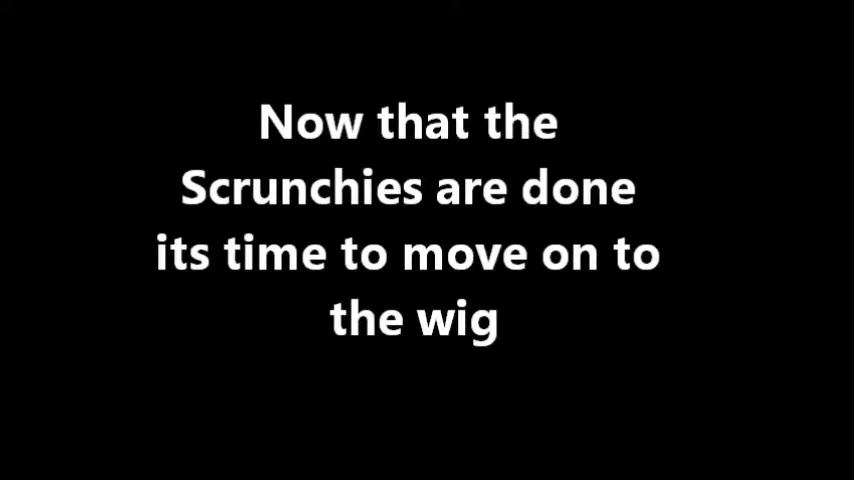 Now that the
Scrunchies are done
its time to move on to
the wig